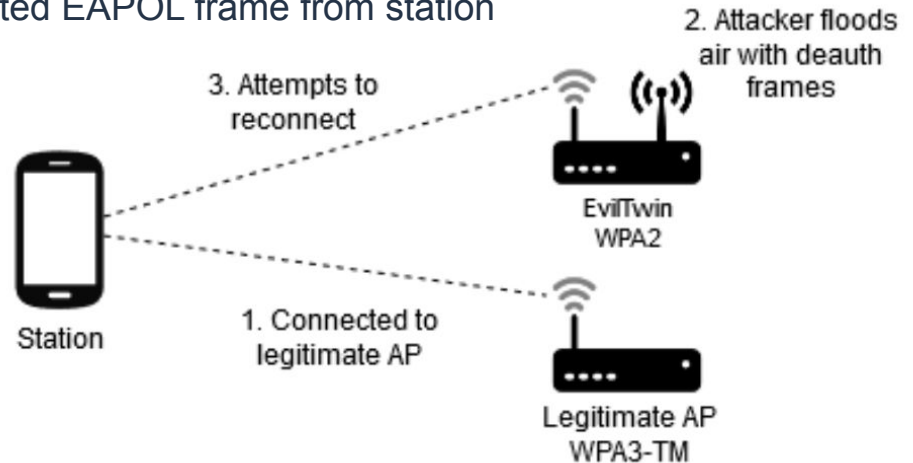 EAPOL frame from station
2. Attacker floods
air with deauth
frames
3. Attempts to
reconnect
EvilTwin
WPA2
Station
1. Connected to
legitimate AP
Legitimate AP
WPA3-TM